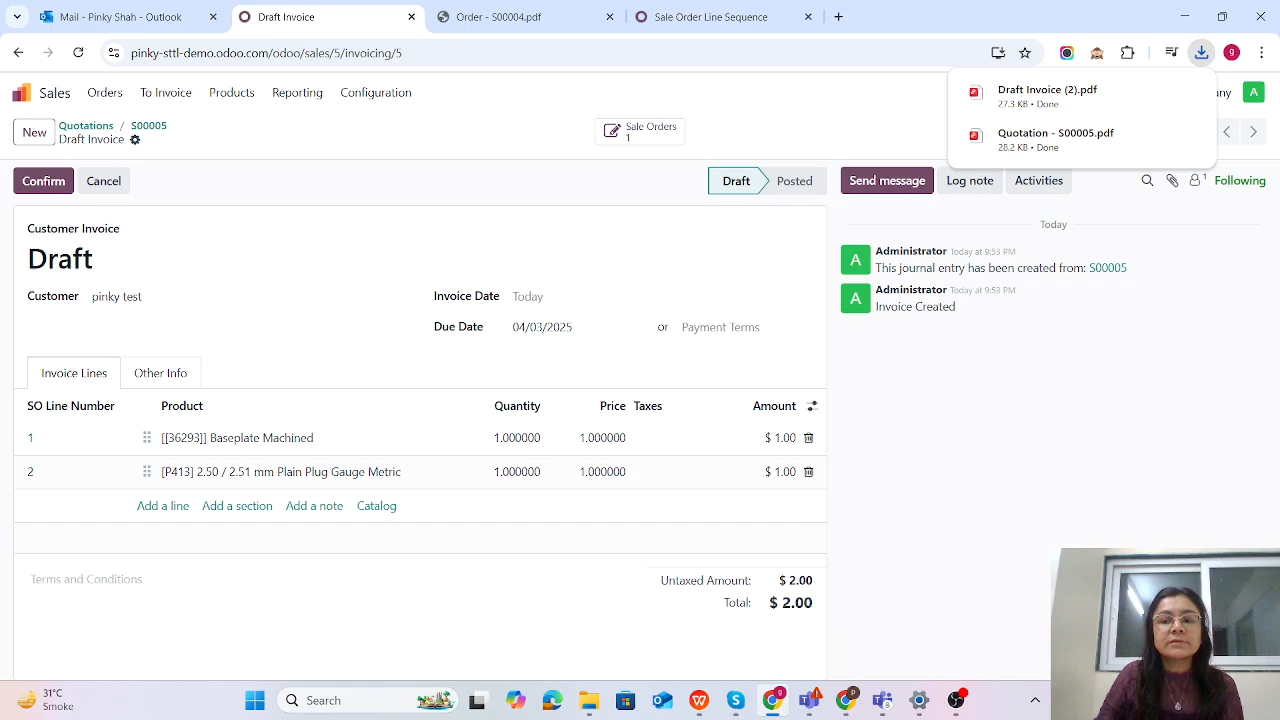 Mail - Pinky Shah - Outlook
Draft Invoice
Order - S00004.pdf
Sale Order Line Sequence
pinky-sttl-demo.odoo.com/odoo/sales/5/invoicing/5
g
Draft Invoice (2).pdf
27.3 KB • Done
Quotation - S00005.pdf
28.2 KB • Done
Sales
Orders
To Invoice
Products
Reporting
Configuration
A
New
Quotations / S00005
Draft Invoice
Sale Orders
1
Confirm
Cancel
Draft
Posted
Send message
Log note
Activities
1
Following
Customer Invoice
Draft
Customer pinky test
Invoice Date Today
Due Date 04/03/2025 or Payment Terms
Invoice Lines
Other Info
SO Line Number Product Quantity Price Taxes Amount
1 [[36293]] Baseplate Machined 1.000000 1.000000 $ 1.00
2 [P413] 2.50 / 2.51 mm Plain Plug Gauge Metric 1.000000 1.000000 $ 1.00
Add a line Add a section Add a note Catalog
Terms and Conditions
Untaxed Amount: $ 2.00
Total: $ 2.00
Today
A
Administrator Today at 9:53 PM
This journal entry has been created from: S00005
A
Administrator Today at 9:53 PM
Invoice Created
31°C
Smoke
Search